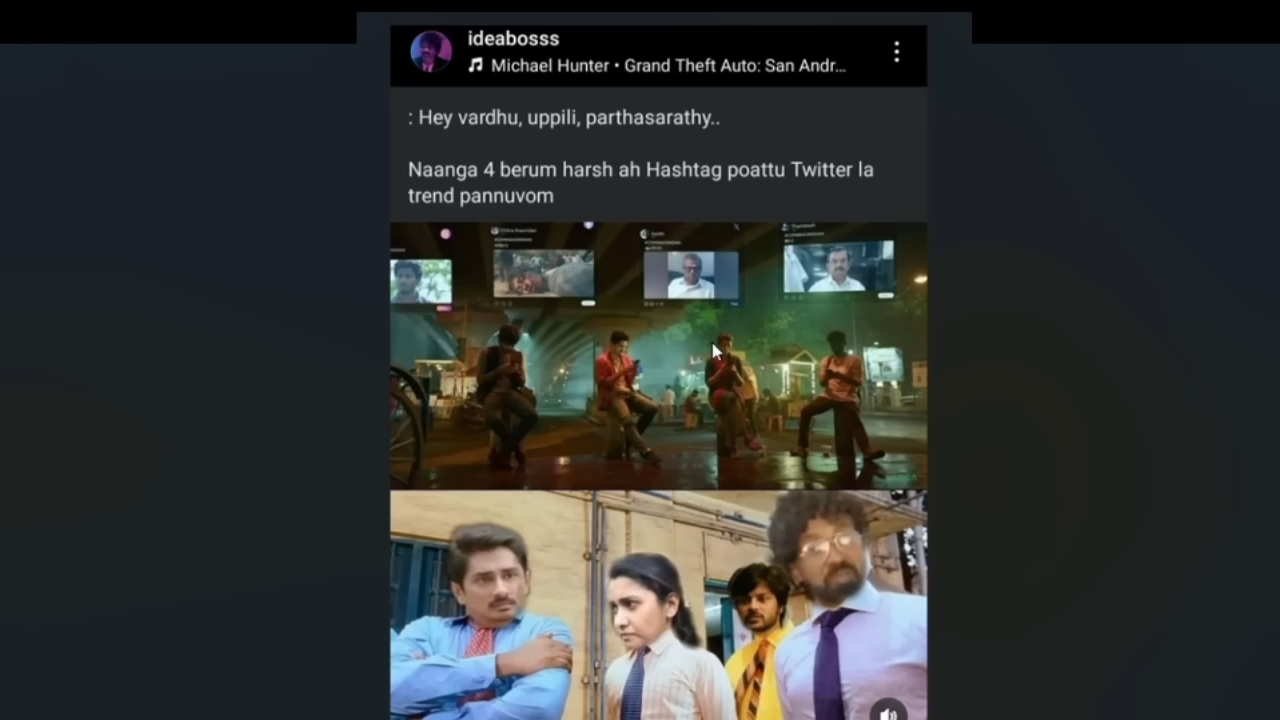 ideabosss
Michael Hunter • Grand Theft Auto: San Andr...
: Hey vardhu, uppili, parthasarathy..
Naanga 4 berum harsh ah Hashtag poattu Twitter la
trend pannuvom